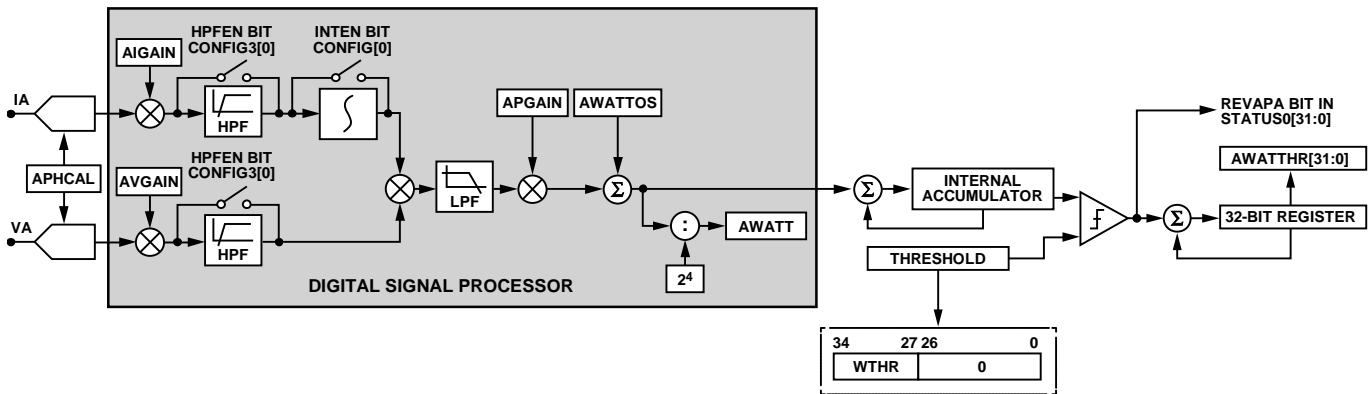 HPFEN BIT
CONFIG3[0]
INTEN BIT
CONFIG[0]
AIGAIN
IA
HPF
APHCAL
HPFEN BIT
CONFIG3[0]
AVGAIN
VA
HPF
LPF
APGAIN
AWATTOS
Σ
:
AWATT
2⁴
DIGITAL SIGNAL PROCESSOR
Σ
INTERNAL
ACCUMULATOR
THRESHOLD
34 27 26 0
WTHR 0
REVAPA BIT IN
STATUS0[31:0]
AWATTHR[31:0]
Σ
32-BIT REGISTER